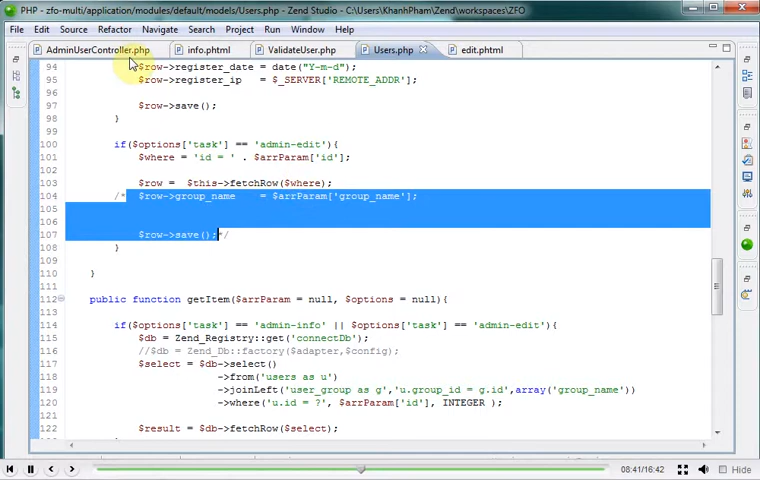 PHP - zfo-multi/application/modules/default/models/Users.php - Zend Studio - C:\Users\KhanhPham\Zend\workspaces\ZFO
File Edit Source Refactor Navigate Search Project Run Window Help
AdminUserController.php info.phtml ValidateUser.php Users.php edit.phtml
94 $row->register_date = date("Y-m-d");
95 $row->register_ip = $_SERVER['REMOTE_ADDR'];
96
97 $row->save();
98 }
99
100 if($options['task'] == 'admin-edit'){
101 $where = 'id = ' . $arrParam['id'];
102
103 $row = $this->fetchRow($where);
104 /* $row->group_name = $arrParam['group_name'];
105
106
107 $row->save();*/
108 }
109
110 }
111
112 public function getItem($arrParam = null, $options = null){
113
114 if($options['task'] == 'admin-info' || $options['task'] == 'admin-edit'){
115 $db = Zend_Registry::get('connectDb');
116 //$db = Zend_Db::factory($adapter,$config);
117 $select = $db->select()
118 ->from('users as u')
119 ->joinLeft('user_group as g','u.group_id = g.id',array('group_name'))
120 ->where('u.id = ?', $arrParam['id'], INTEGER );
121
122 $result = $db->fetchRow($select);
08:41/16:42 Hide